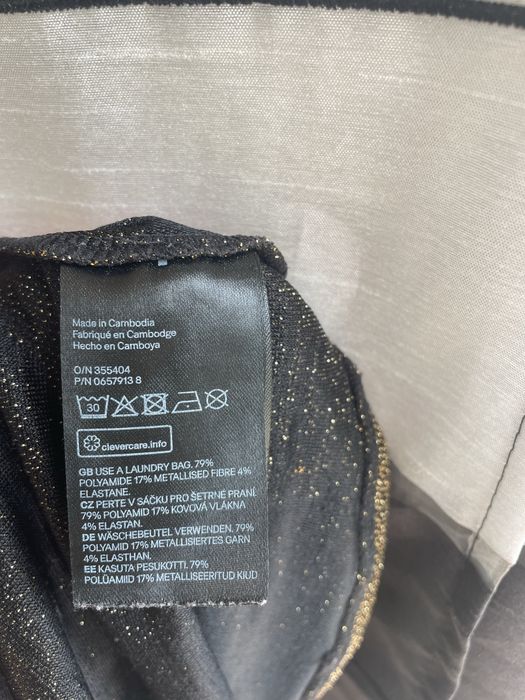 Made in Cambodia
Fabriqué en Cambodge
Hecho en Camboya
O/N 355404
P/N 0657913 8
30
clevercare.info
GB USE A LAUNDRY BAG. 79%
POLYAMIDE 17% METALLISED FIBRE 4%
ELASTANE.
CZ PERTE V SÁČKU PRO ŠETRNÉ PRANÍ.
79% POLYAMID 17% KOVOVÁ VLÁKNA
4% ELASTAN.
DE WÄSCHEBEUTEL VERWENDEN. 79%
POLYAMID 17% METALLISIERTES GARN
4% ELASTHAN.
EE KASUTA PESUKOTTI. 79%
POLÜAMIID 17% METALLISEERITUD KIUD